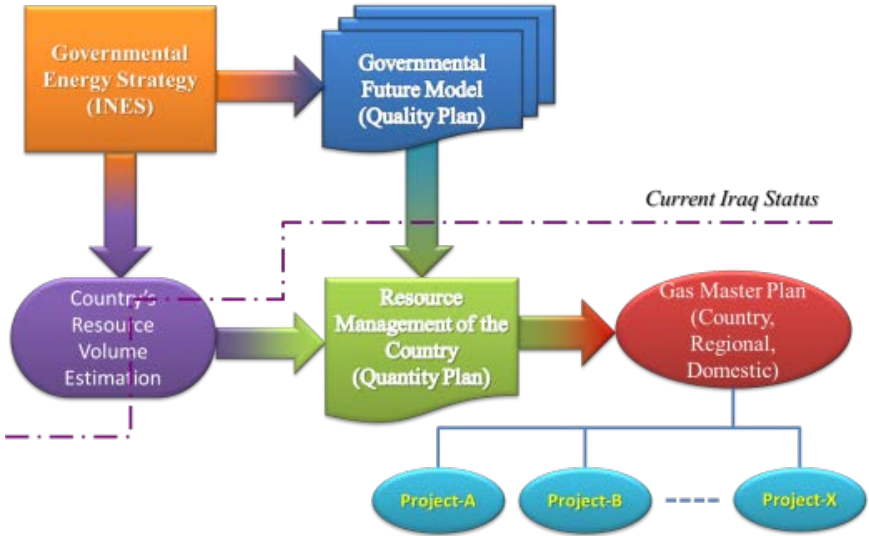 Governmental
Energy Strategy
(INES)
Governmental
Future Model
(Quality Plan)
Current Iraq Status
Country's
Resource
Volume
Estimation
Resource
Management of the
Country
(Quantity Plan)
Gas Master Plan
(Country,
Regional,
Domestic)
Project-A
Project-B
Project-X